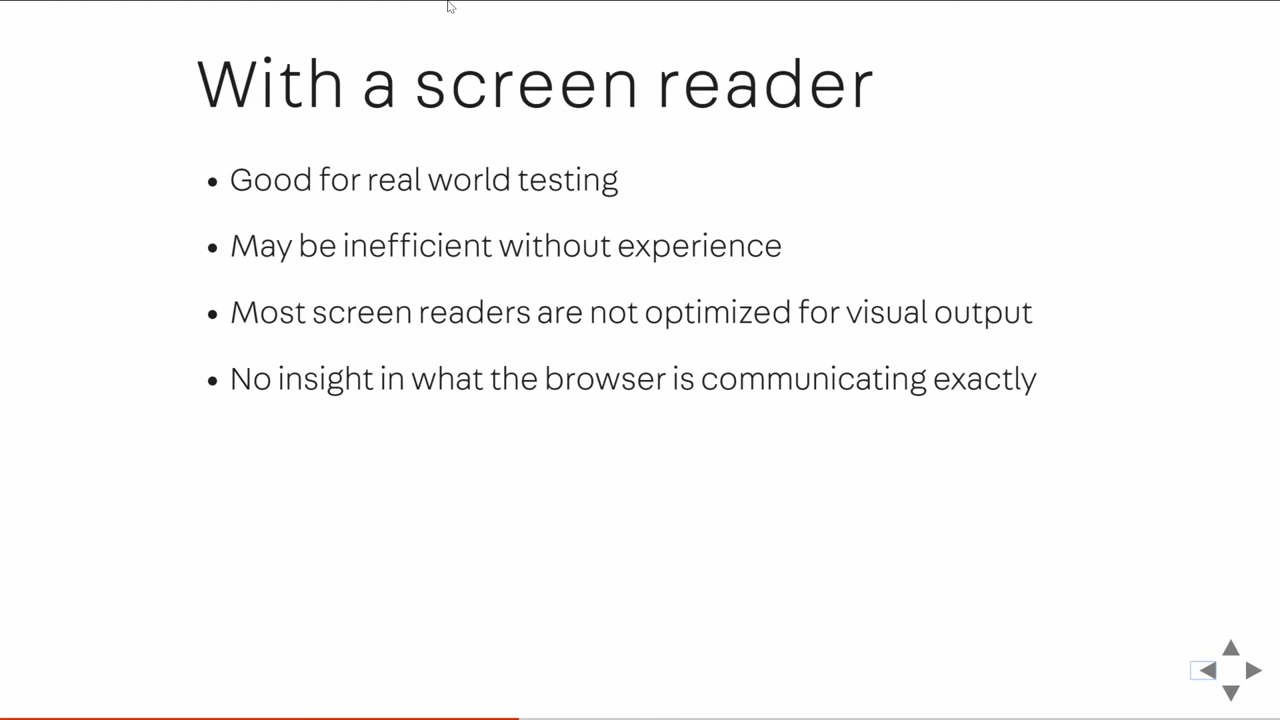 With a screen reader
• Good for real world testing
• May be inefficient without experience
• Most screen readers are not optimized for visual output
• No insight in what the browser is communicating exactly